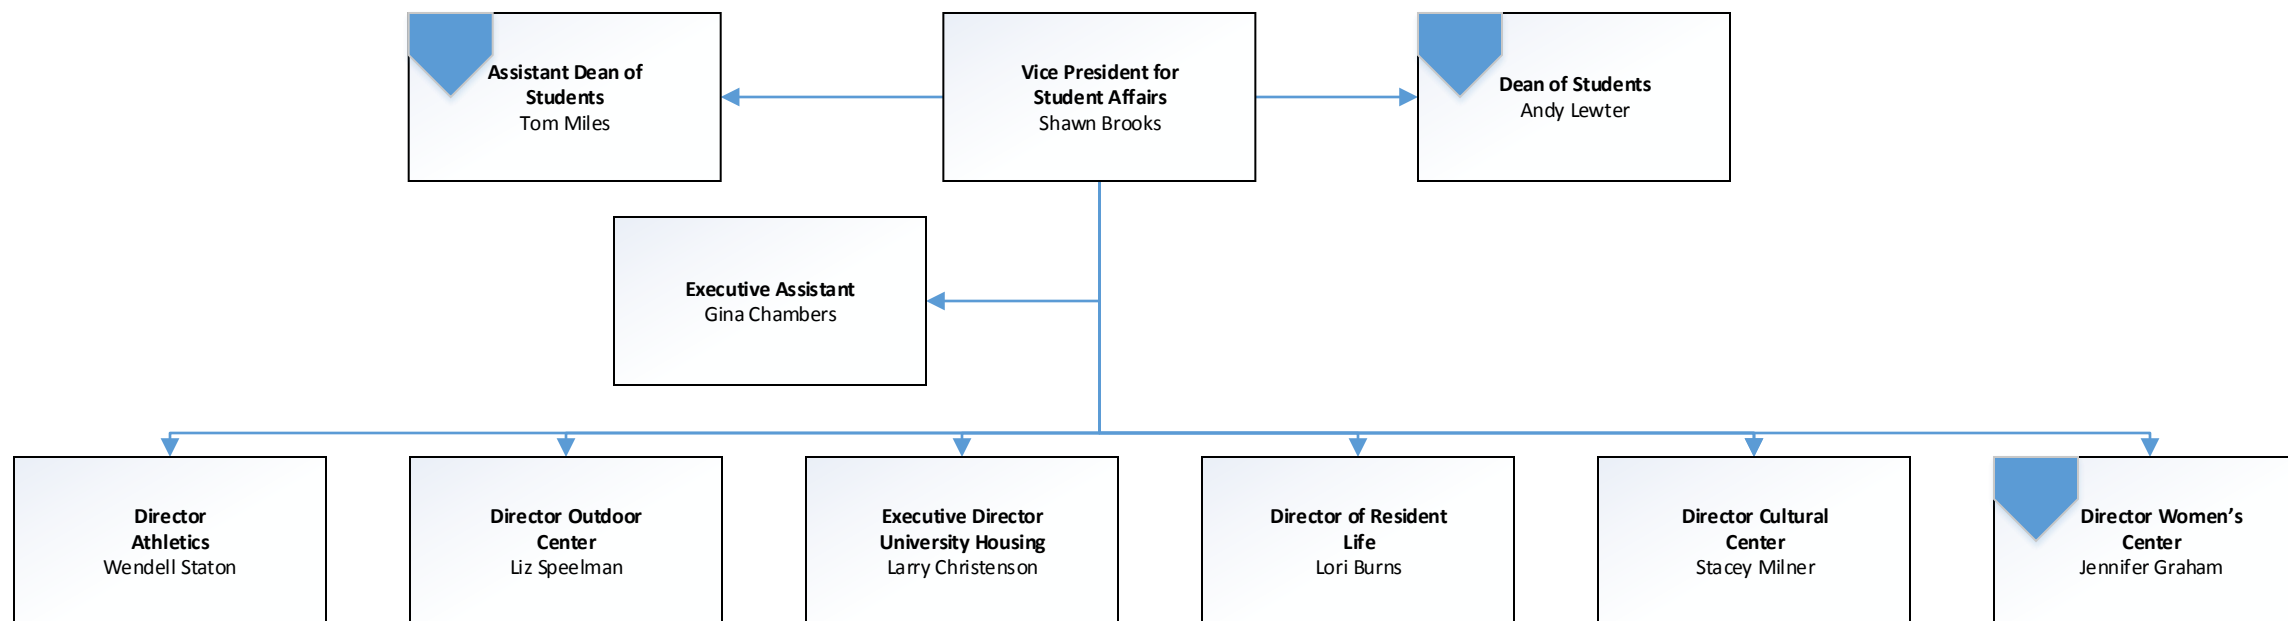 Assistant Dean of
Students
Tom Miles
Vice President for
Student Affairs
Shawn Brooks
Dean of Students
Andy Lewter
Executive Assistant
Gina Chambers
Director
Athletics
Wendell Staton
Director Outdoor
Center
Liz Speelman
Executive Director
University Housing
Larry Christenson
Director of Resident
Life
Lori Burns
Director Cultural
Center
Stacey Milner
Director Women’s
Center
Jennifer Graham